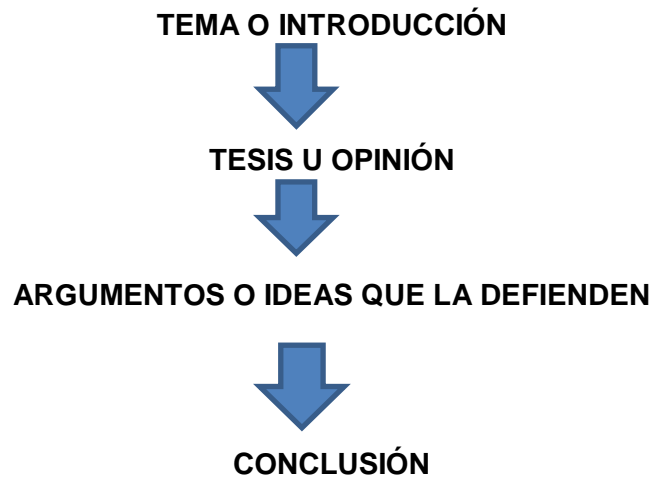 TEMA O INTRODUCCIÓN
TESIS U OPINIÓN
ARGUMENTOS O IDEAS QUE LA DEFIENDEN
CONCLUSIÓN